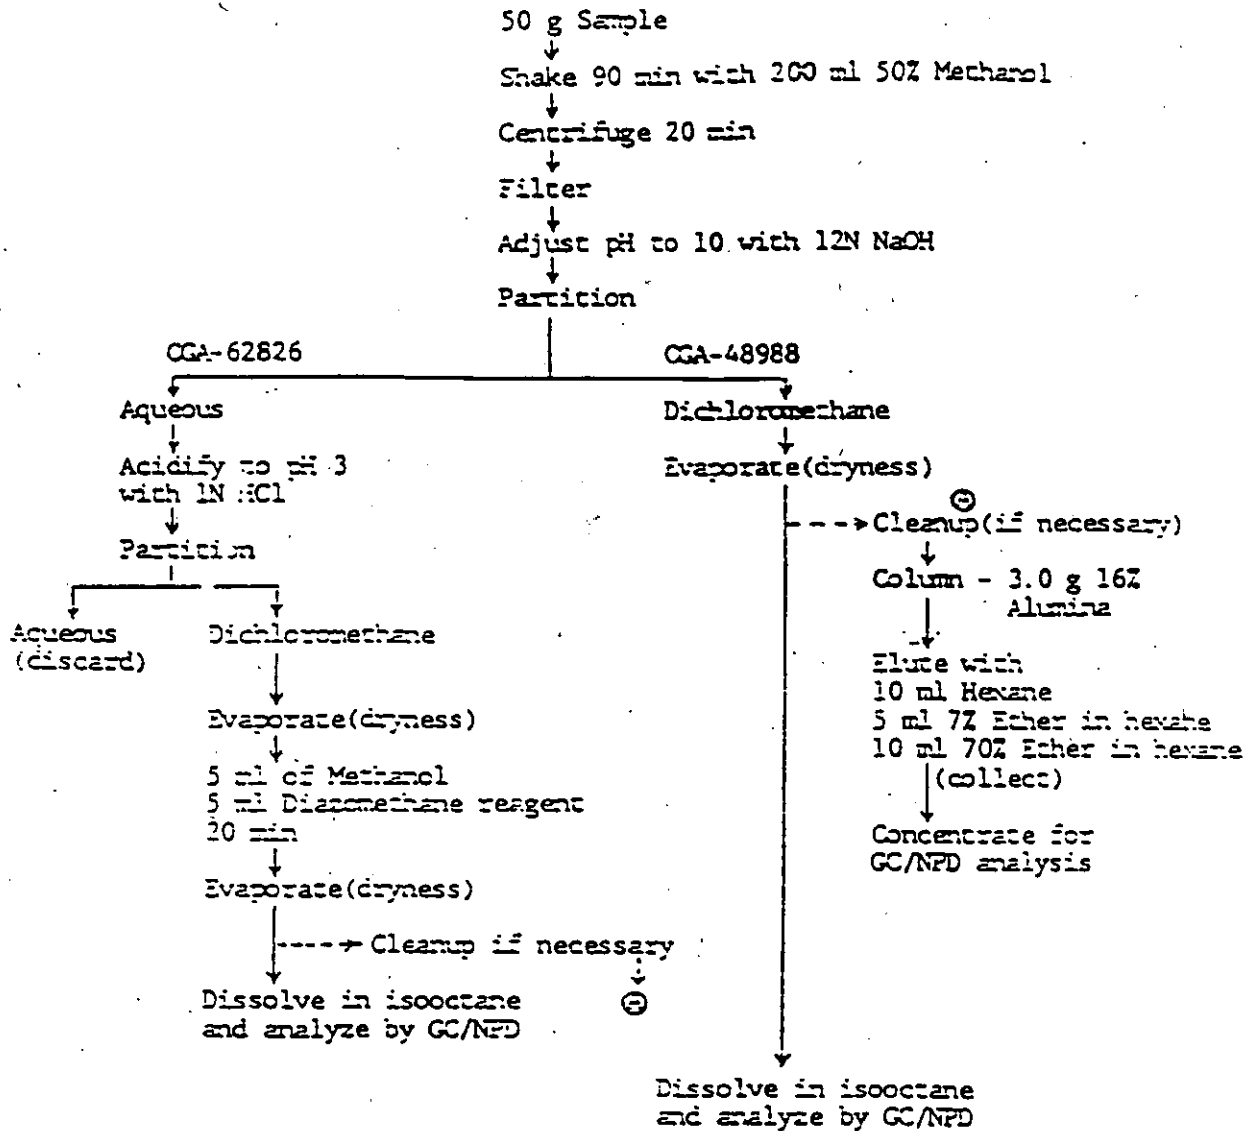 50 g Sample
Shake 90 min with 200 ml 50% Methanol
Centrifuge 20 min
Filter
Adjust pH to 10 with 12N NaOH
Partition
CGA-62826
Aqueous
Acidify to pH 3
with 1N HCl
Partition
Aqueous
(discard)
Dichloromethane
Evaporate(dryness)
5 ml of Methanol
5 ml Diazomethane reagent
20 min
Evaporate(dryness)
Cleanup if necessary
Dissolve in isooctane
and analyze by GC/NPD
CGA-48988
Dichloromethane
Evaporate(dryness)
Cleanup(if necessary)
Column - 3.0 g 16%
Alumina
Elute with
10 ml Hexane
5 ml 7% Ether in hexane
10 ml 70% Ether in hexane
(collect)
Concentrate for
GC/NPD analysis
Dissolve in isooctane
and analyze by GC/NPD